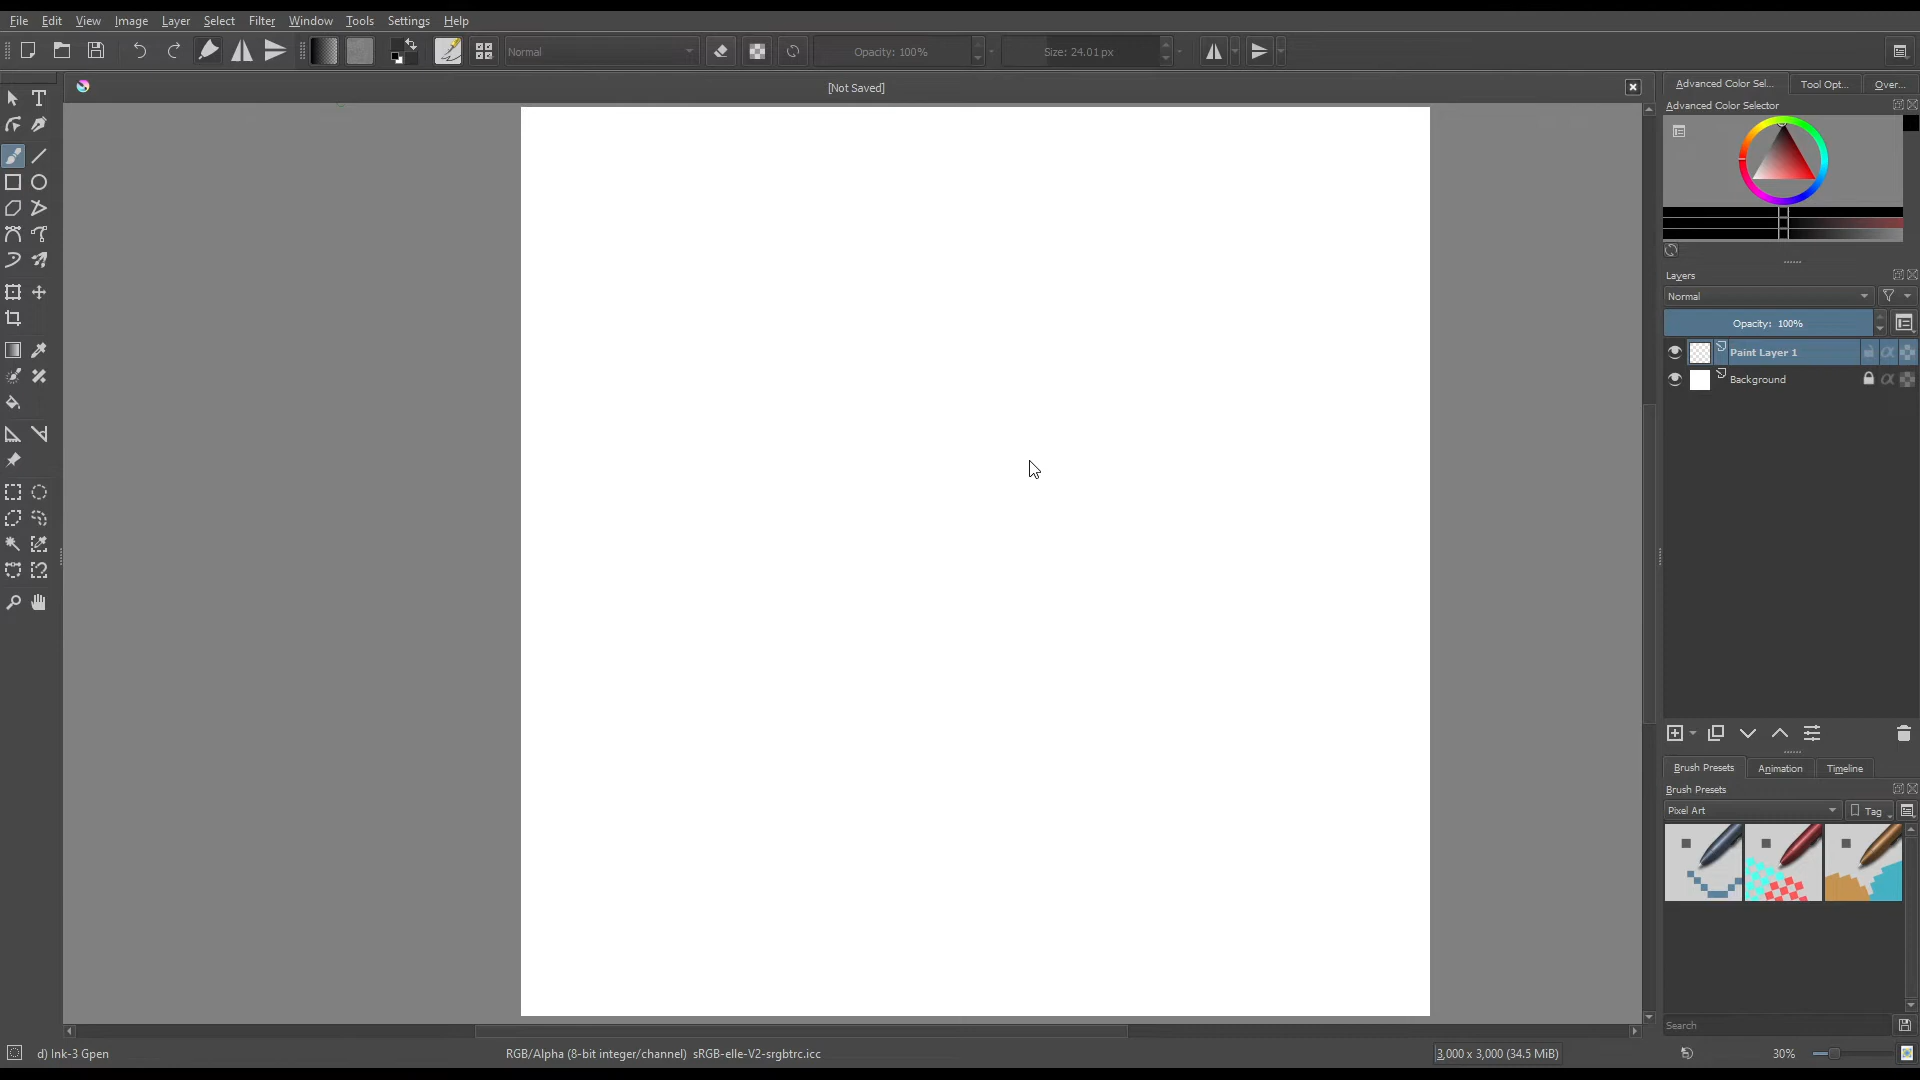 File Edit View Image Layer Select Filter Window Tools Settings Help
Normal Opacity: 100% Size: 24.01 px
[Not Saved]
Advanced Color Sel... Tool Opt... Over...
Advanced Color Selector
Layers
Normal
Opacity: 100%
Paint Layer 1
Background
Brush Presets Animation Timeline
Brush Presets
Pixel Art Tag
Search
d) Ink-3 Gpen RGB/Alpha (8-bit integer/channel) sRGB-elle-V2-srgbtrc.icc 3,000 x 3,000 (34.5 MiB) 30%